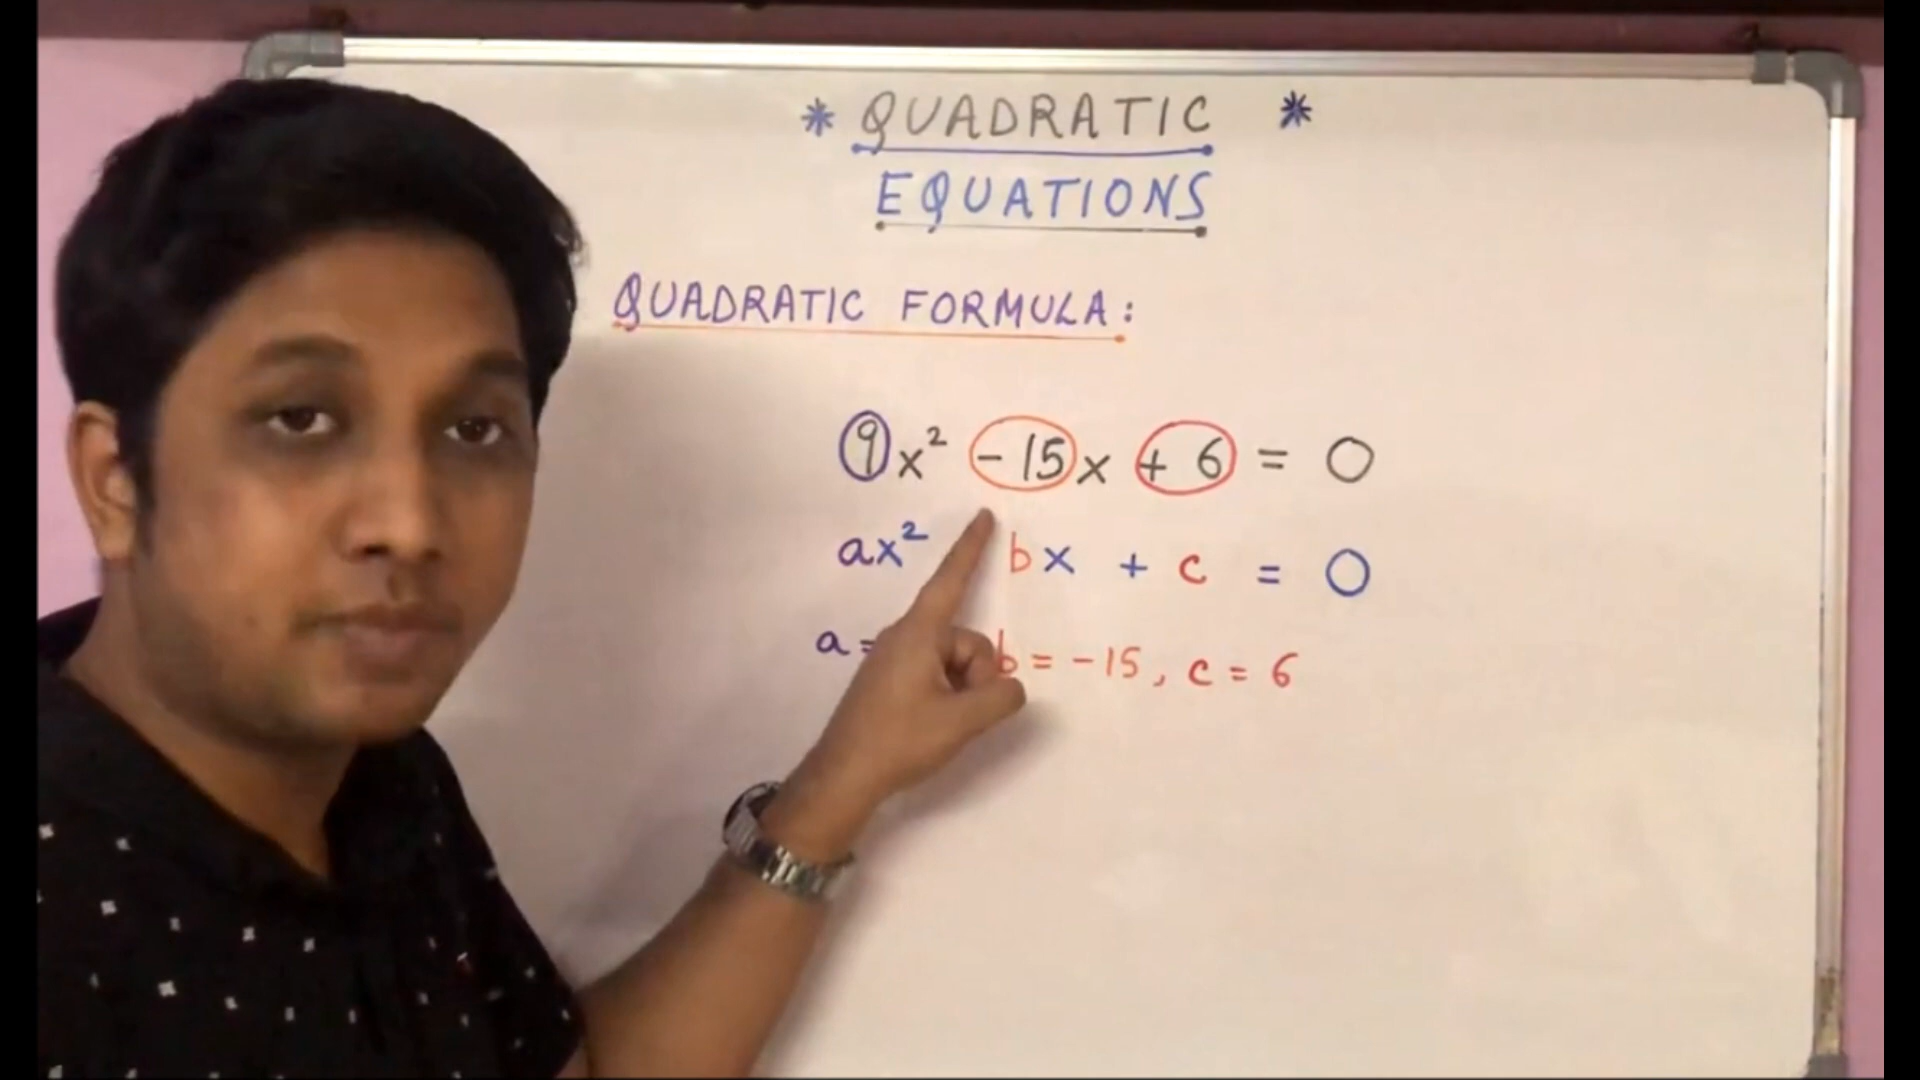 * QUADRATIC *
EQUATIONS
QUADRATIC FORMULA:
9x² - 15x + 6 = 0
ax² bx + c = 0
a = b = -15, c = 6